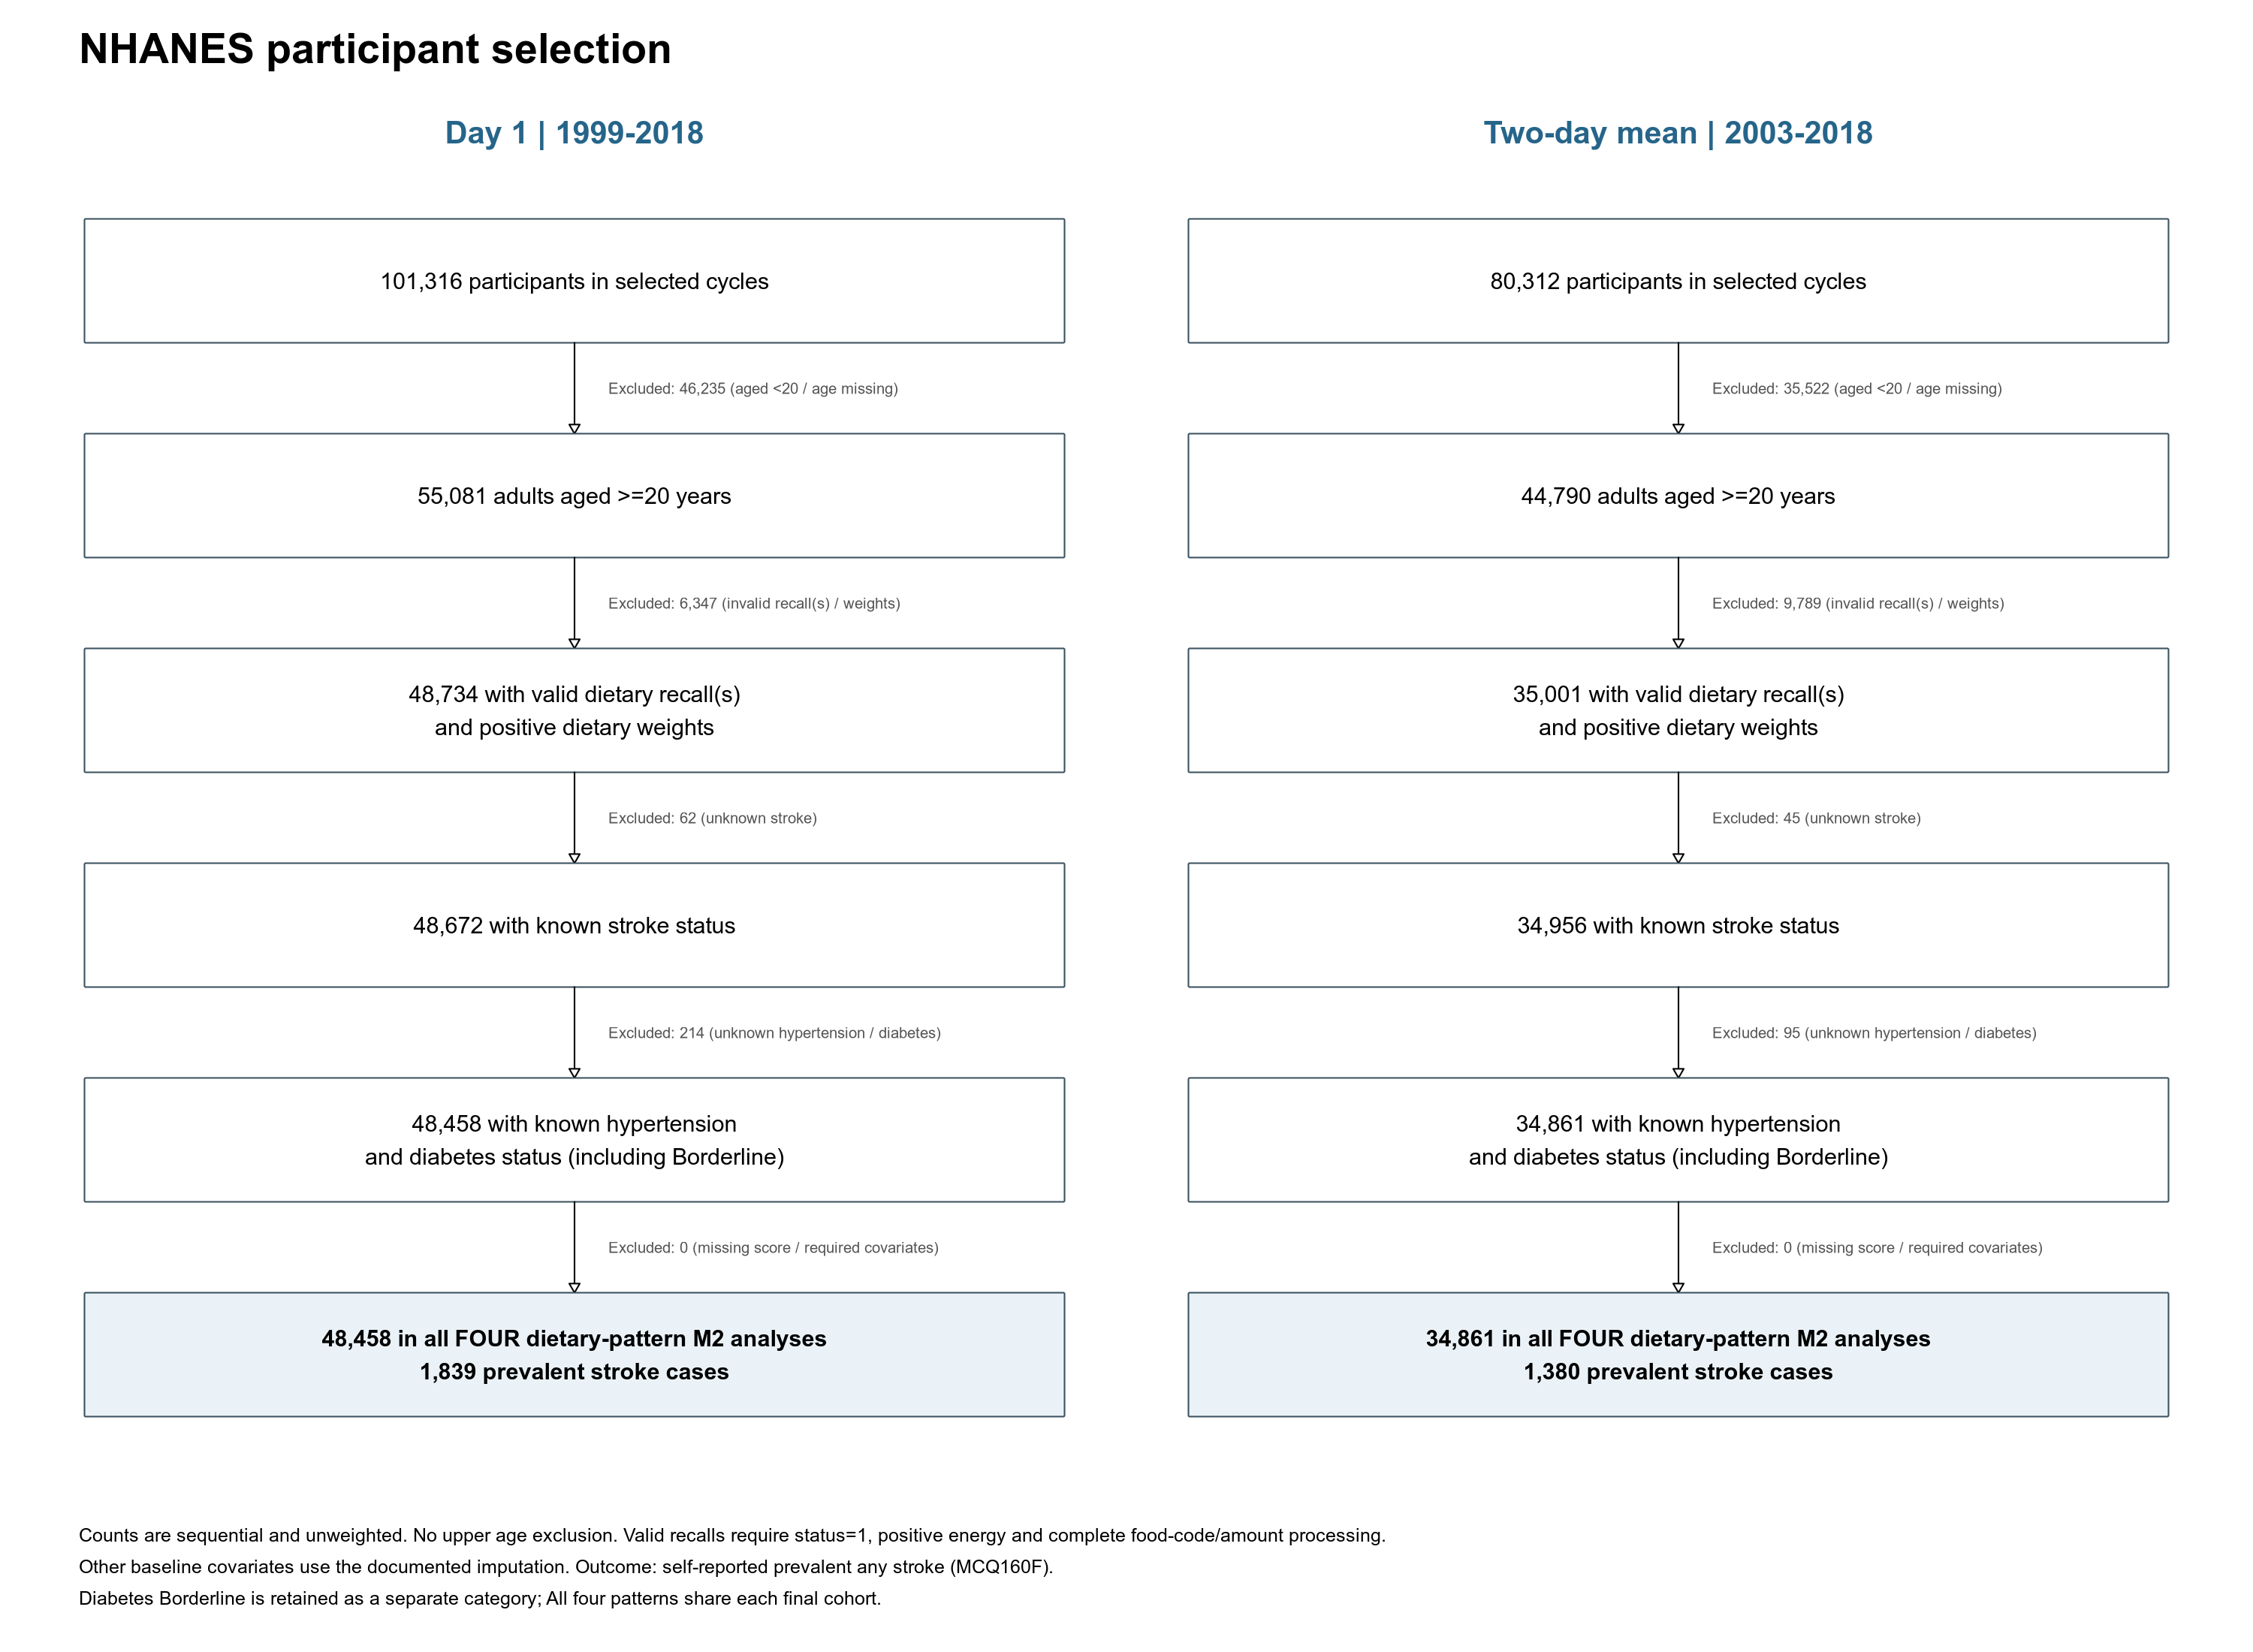 NHANES participant selection
Day 1 | 1999-2018
101,316 participants in selected cycles
Excluded: 46,235 (aged <20 / age missing)
55,081 adults aged >=20 years
Excluded: 6,347 (invalid recall(s) / weights)
48,734 with valid dietary recall(s)
and positive dietary weights
Excluded: 62 (unknown stroke)
48,672 with known stroke status
Excluded: 214 (unknown hypertension / diabetes)
48,458 with known hypertension
and diabetes status (including Borderline)
Excluded: 0 (missing score / required covariates)
48,458 in all FOUR dietary-pattern M2 analyses
1,839 prevalent stroke cases
Two-day mean | 2003-2018
80,312 participants in selected cycles
Excluded: 35,522 (aged <20 / age missing)
44,790 adults aged >=20 years
Excluded: 9,789 (invalid recall(s) / weights)
35,001 with valid dietary recall(s)
and positive dietary weights
Excluded: 45 (unknown stroke)
34,956 with known stroke status
Excluded: 95 (unknown hypertension / diabetes)
34,861 with known hypertension
and diabetes status (including Borderline)
Excluded: 0 (missing score / required covariates)
34,861 in all FOUR dietary-pattern M2 analyses
1,380 prevalent stroke cases
Counts are sequential and unweighted. No upper age exclusion. Valid recalls require status=1, positive energy and complete food-code/amount processing.
Other baseline covariates use the documented imputation. Outcome: self-reported prevalent any stroke (MCQ160F).
Diabetes Borderline is retained as a separate category; All four patterns share each final cohort.